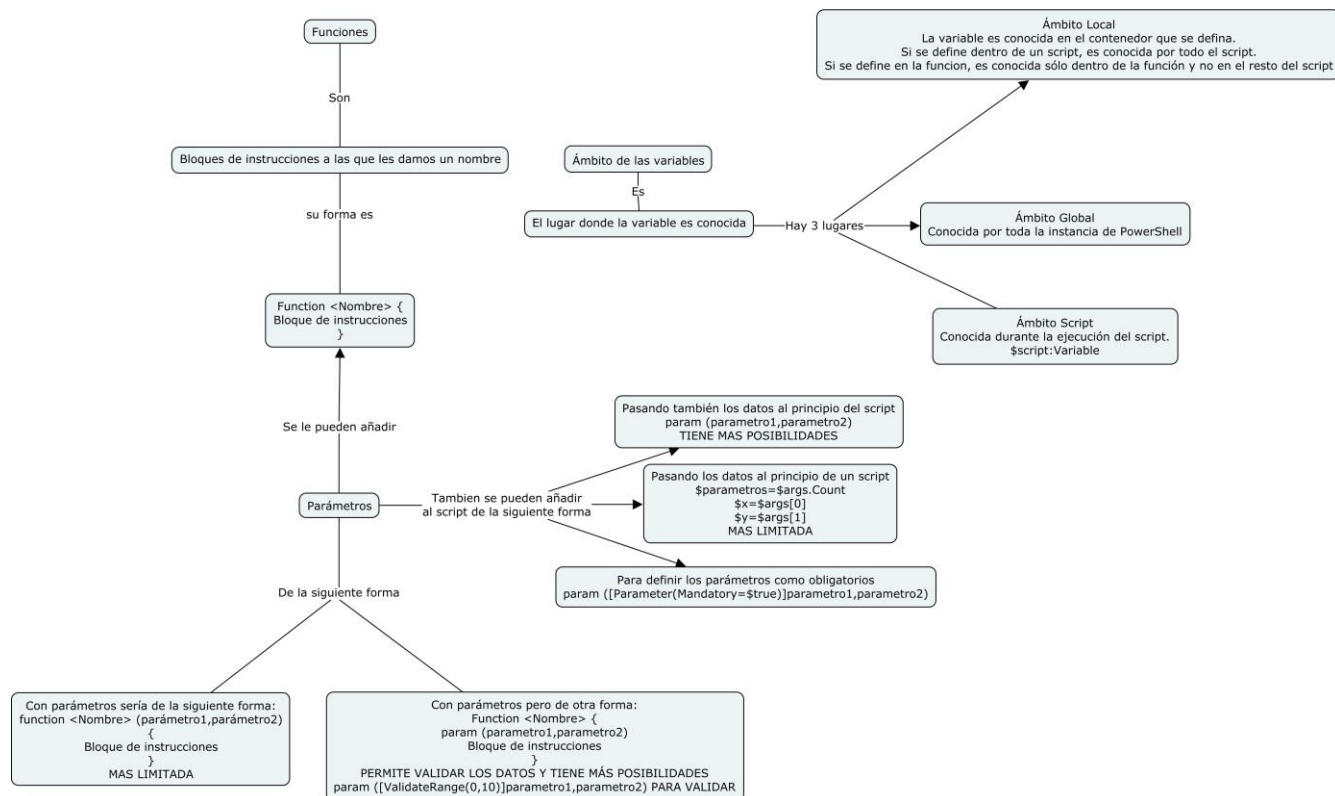 Funciones
Son
Bloques de instrucciones a las que les damos un nombre
su forma es
Function <Nombre> {
Bloque de instrucciones
}
Se le pueden añadir
Parámetros
Tambien se pueden añadir
al script de la siguiente forma
Pasando también los datos al principio del script
param (parametro1,parametro2)
TIENE MAS POSIBILIDADES
Pasando los datos al principio de un script
$parametros=$args.Count
$x=$args[0]
$y=$args[1]
MAS LIMITADA
Para definir los parámetros como obligatorios
param ([Parameter(Mandatory=$true)]parametro1,parametro2)
De la siguiente forma
Con parámetros sería de la siguiente forma:
function <Nombre> (parámetro1,parámetro2)
{
Bloque de instrucciones
}
MAS LIMITADA
Con parámetros pero de otra forma:
Function <Nombre> {
param (parametro1,parametro2)
Bloque de instrucciones
}
PERMITE VALIDAR LOS DATOS Y TIENE MÁS POSIBILIDADES
param ([ValidateRange(0,10)]parametro1,parametro2) PARA VALIDAR
Ámbito de las variables
Es
El lugar donde la variable es conocida
Hay 3 lugares
Ámbito Local
La variable es conocida en el contenedor que se defina.
Si se define dentro de un script, es conocida por todo el script.
Si se define en la funcion, es conocida sólo dentro de la función y no en el resto del script
Ámbito Global
Conocida por toda la instancia de PowerShell
Ámbito Script
Conocida durante la ejecución del script.
$script:Variable